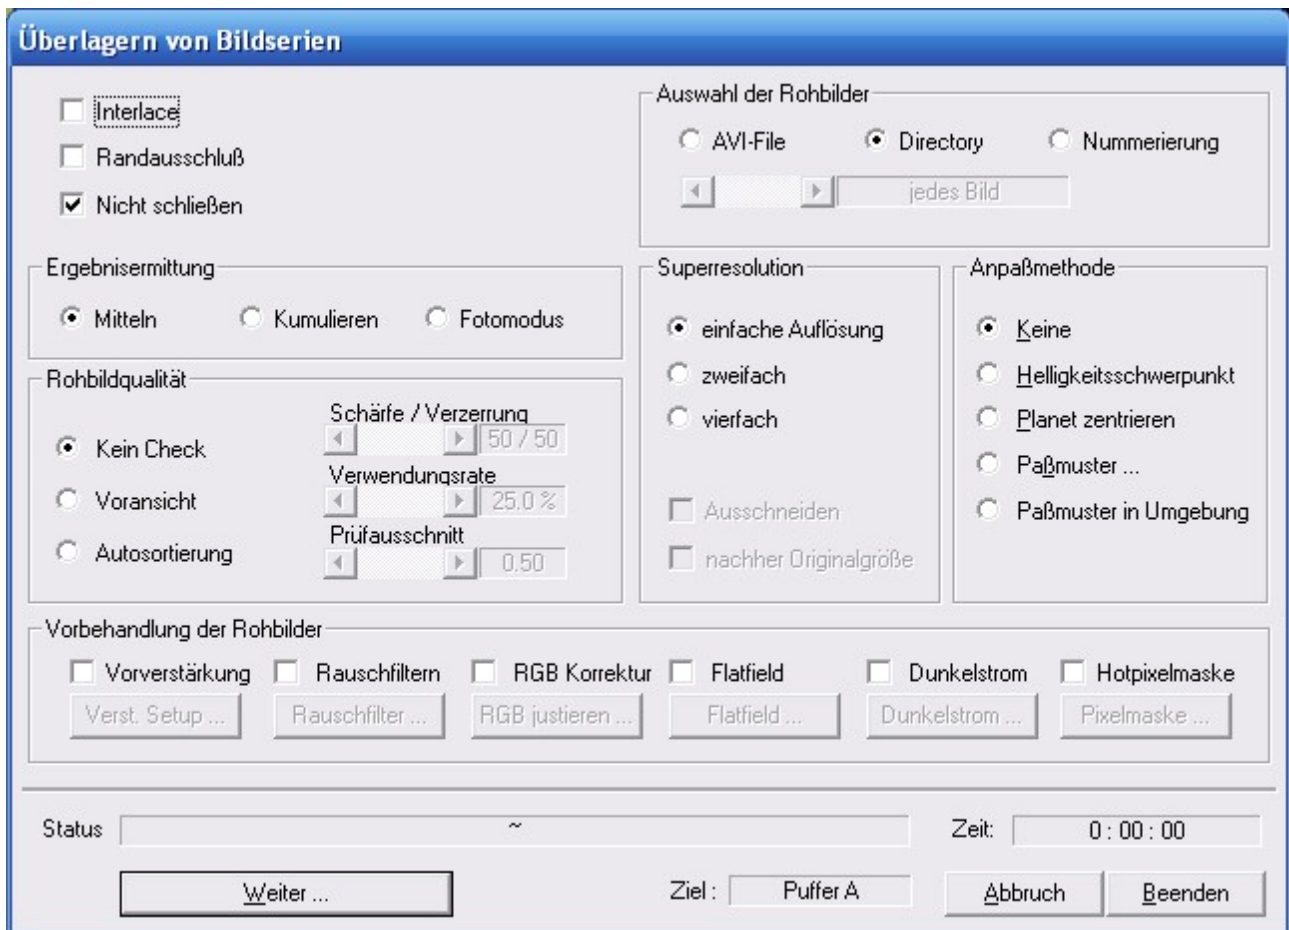 Überlagern von Bildserien
Interlace
Randausschluß
Nicht schließen
Auswahl der Rohbilder
AVI-File Directory Nummerierung
jedes Bild
Ergebnisermittung
Mitteln Kumulieren Fotomodus
Rohbildqualität
Kein Check
Voransicht
Autosortierung
Schärfe / Verzerrung
50 / 50
Verwendungsrate
25.0 %
Prüfausschnitt
0.50
Superresolution
einfache Auflösung
zweifach
vierfach
Ausschneiden
nachher Originalgröße
Anpaßmethode
Keine
Helligkeitsschwerpunkt
Planet zentrieren
Paßmuster ...
Paßmuster in Umgebung
Vorbehandlung der Rohbilder
Vorverstärkung Rauschfiltern RGB Korrektur Flatfield Dunkelstrom Hotpixelmaske
Verst. Setup ... Rauschfilter ... RGB justieren ... Flatfield ... Dunkelstrom ... Pixelmaske ...
Status ~ Zeit: 0 : 00 : 00
Weiter ... Ziel : Puffer A Abbruch Beenden